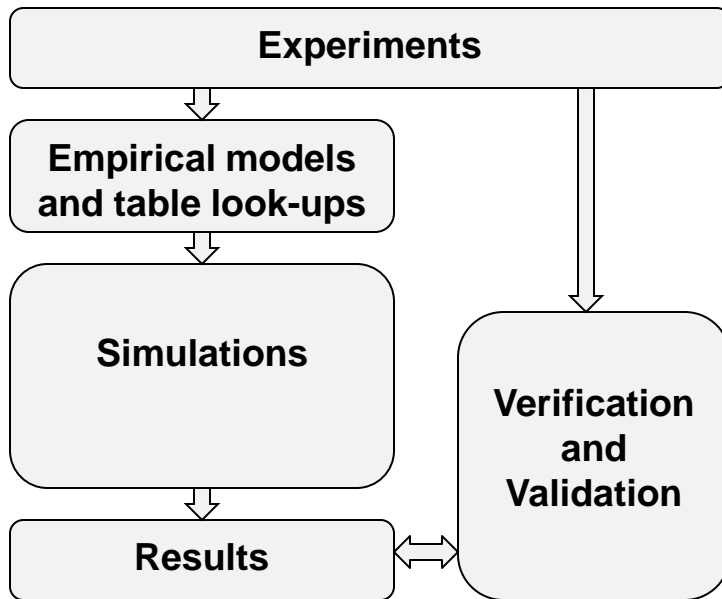 Experiments
Empirical models
and table look-ups
Simulations
Verification
and
Validation
Results